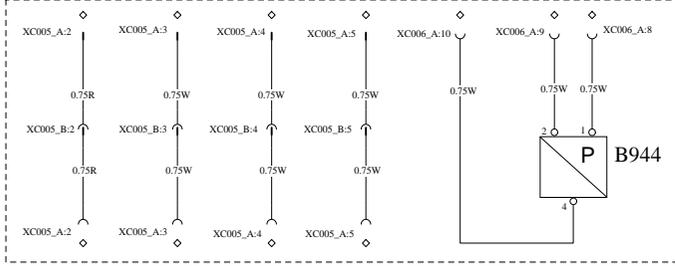 XC005_A:2 XC005_A:3 XC005_A:4 XC005_A:5 XC006_A:10 XC006_A:9 XC006_A:8
0.75R 0.75W 0.75W 0.75W 0.75W 0.75W 0.75W
XC005_B:2 XC005_B:3 XC005_B:4 XC005_B:5 2 1
P B944
0.75R 0.75W 0.75W 0.75W
4
XC005_A:2 XC005_A:3 XC005_A:4 XC005_A:5